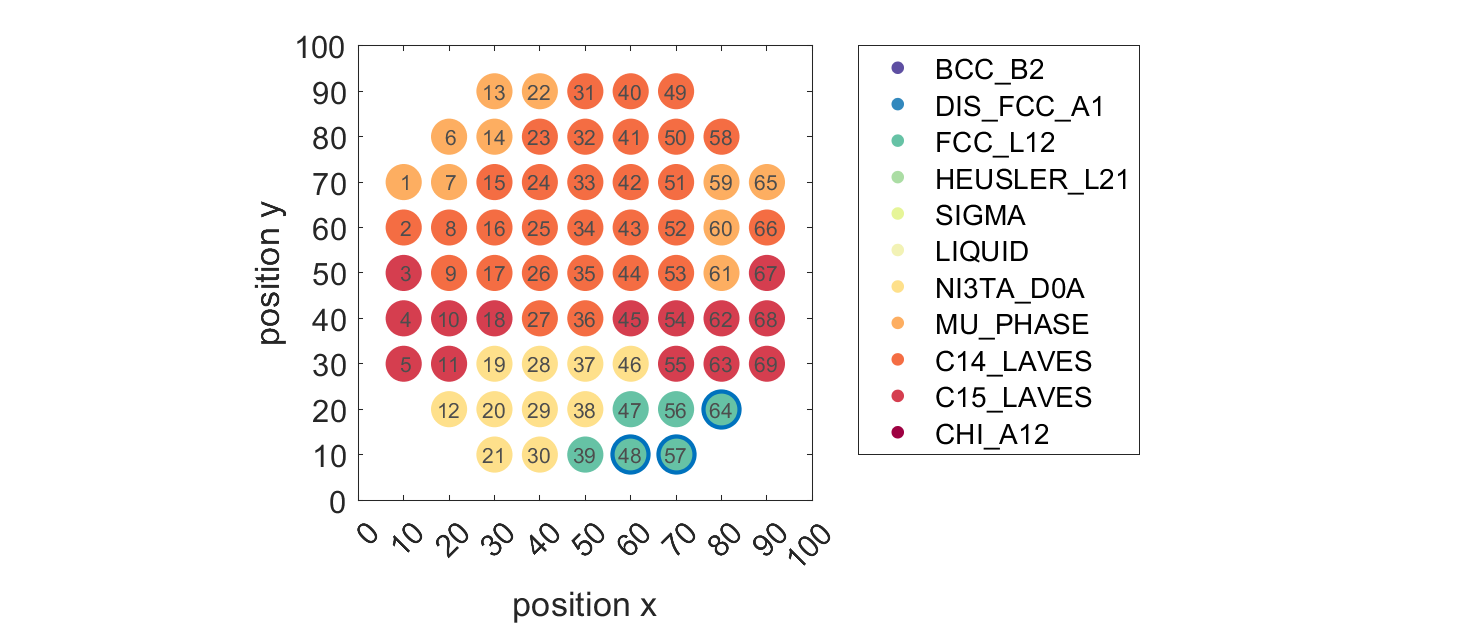 100
90
80
70
60
50
40
30
20
10
0
13 22 31 40 49
6 14 23 32 41 50 58
1 7 15 24 33 42 51 59 65
2 8 16 25 34 43 52 60 66
3 9 17 26 35 44 53 61 67
4 10 18 27 36 45 54 62 68
5 11 19 28 37 46 55 63 69
12 20 29 38 47 56 64
21 30 39 48 57
0 10 20 30 40 50 60 70 80 90 100
position x
position y
BCC_B2
DIS_FCC_A1
FCC_L12
HEUSLER_L21
SIGMA
LIQUID
NI3TA_D0A
MU_PHASE
C14_LAVES
C15_LAVES
CHI_A12